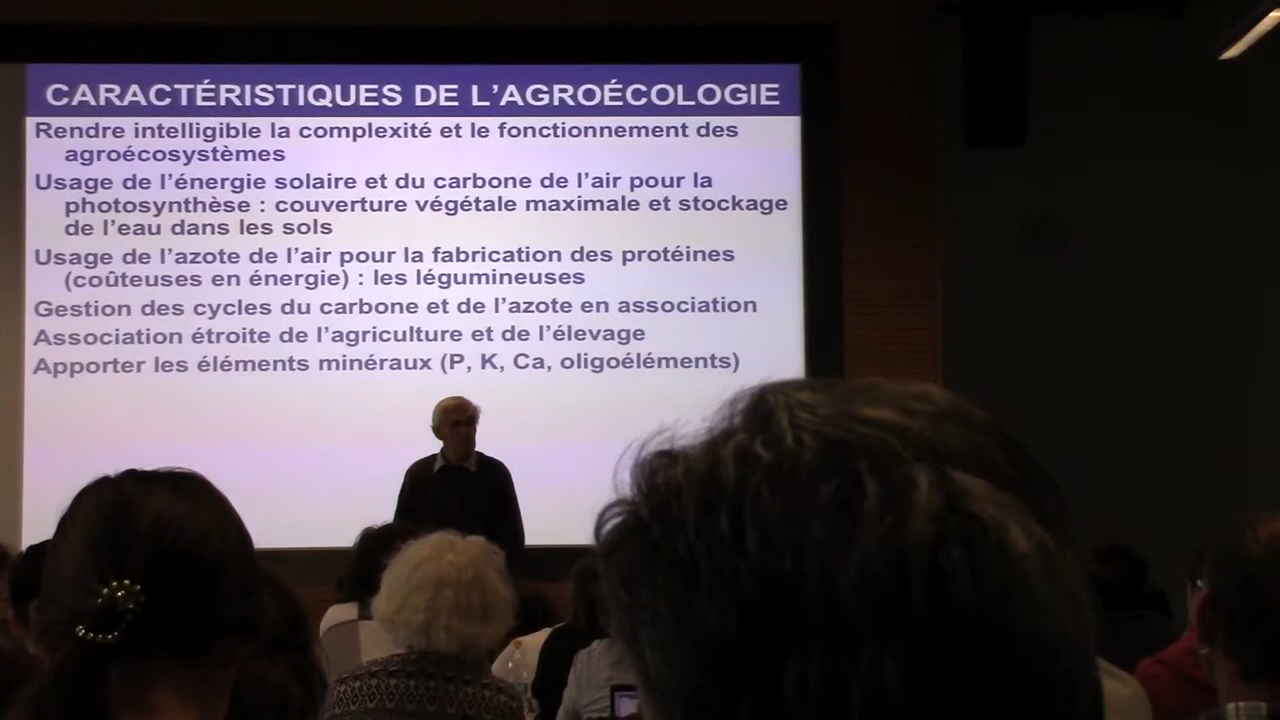 CARACTÉRISTIQUES DE L'AGROÉCOLOGIE
Rendre intelligible la complexité et le fonctionnement des
agroécosystèmes
Usage de l'énergie solaire et du carbone de l'air pour la
photosynthèse : couverture végétale maximale et stockage
de l'eau dans les sols
Usage de l'azote de l'air pour la fabrication des protéines
(coûteuses en énergie) : les légumineuses
Gestion des cycles du carbone et de l'azote en association
Association étroite de l'agriculture et de l'élevage
Apporter les éléments minéraux (P, K, Ca, oligoéléments)